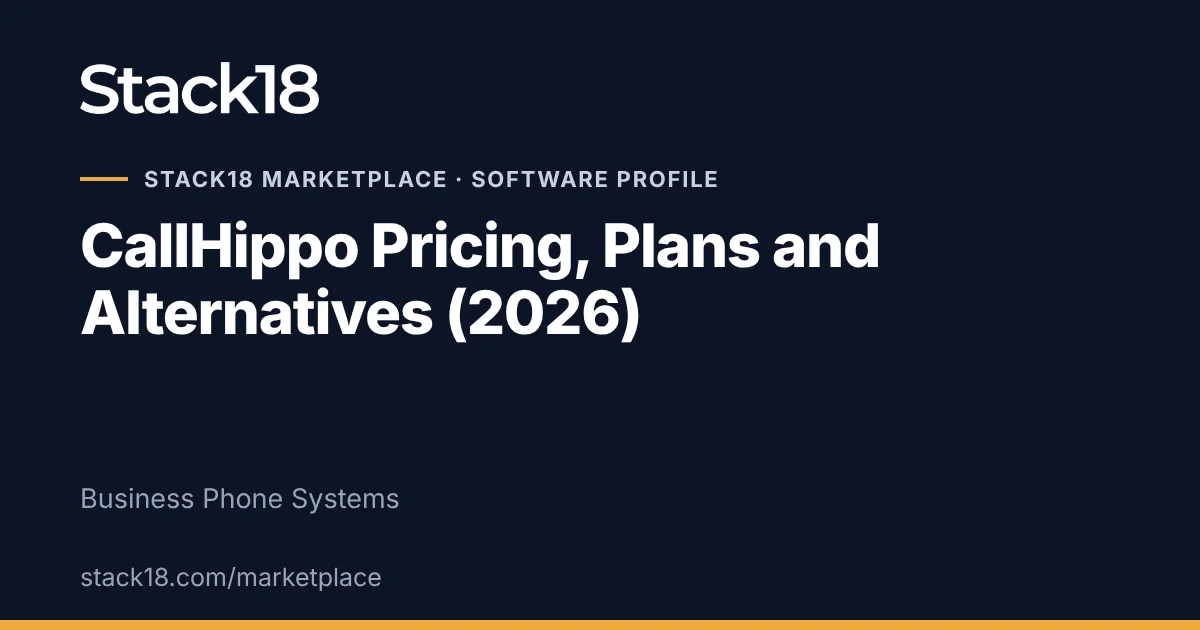 Stack18
STACK18 MARKETPLACE · SOFTWARE PROFILE
CallHippo Pricing, Plans and
Alternatives (2026)
Business Phone Systems
stack18.com/marketplace